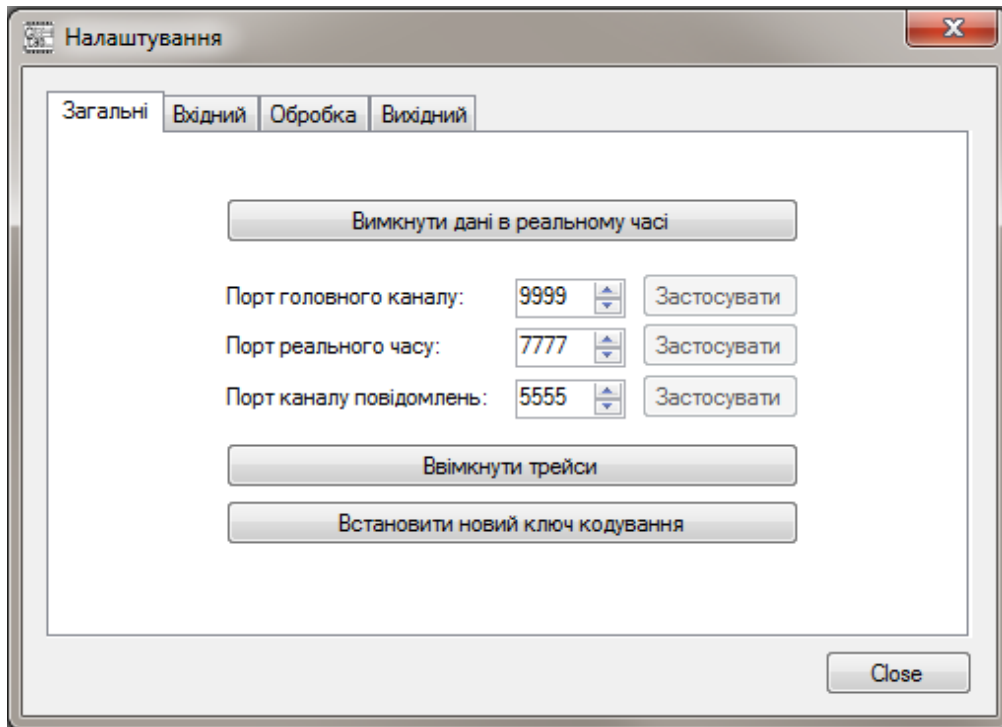 Налаштування
Загальні Вхідний Обробка Вихідний
Вимкнути дані в реальному часі
Порт головного каналу: 9999 Застосувати
Порт реального часу: 7777 Застосувати
Порт каналу повідомлень: 5555 Застосувати
Ввімкнути трейси
Встановити новий ключ кодування
Close